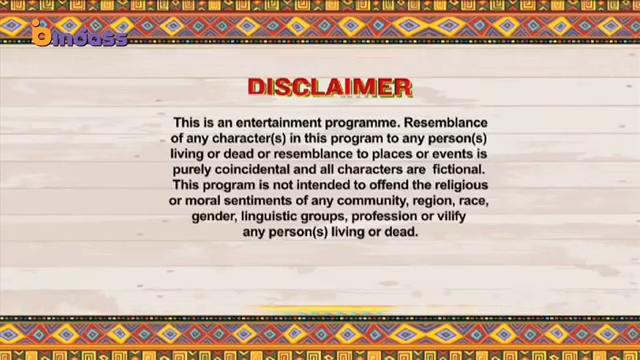 bindass
DISCLAIMER
This is an entertainment programme. Resemblance
of any character(s) in this program to any person(s)
living or dead or resemblance to places or events is
purely coincidental and all characters are fictional.
This program is not intended to offend the religious
or moral sentiments of any community, region, race,
gender, linguistic groups, profession or vilify
any person(s) living or dead.